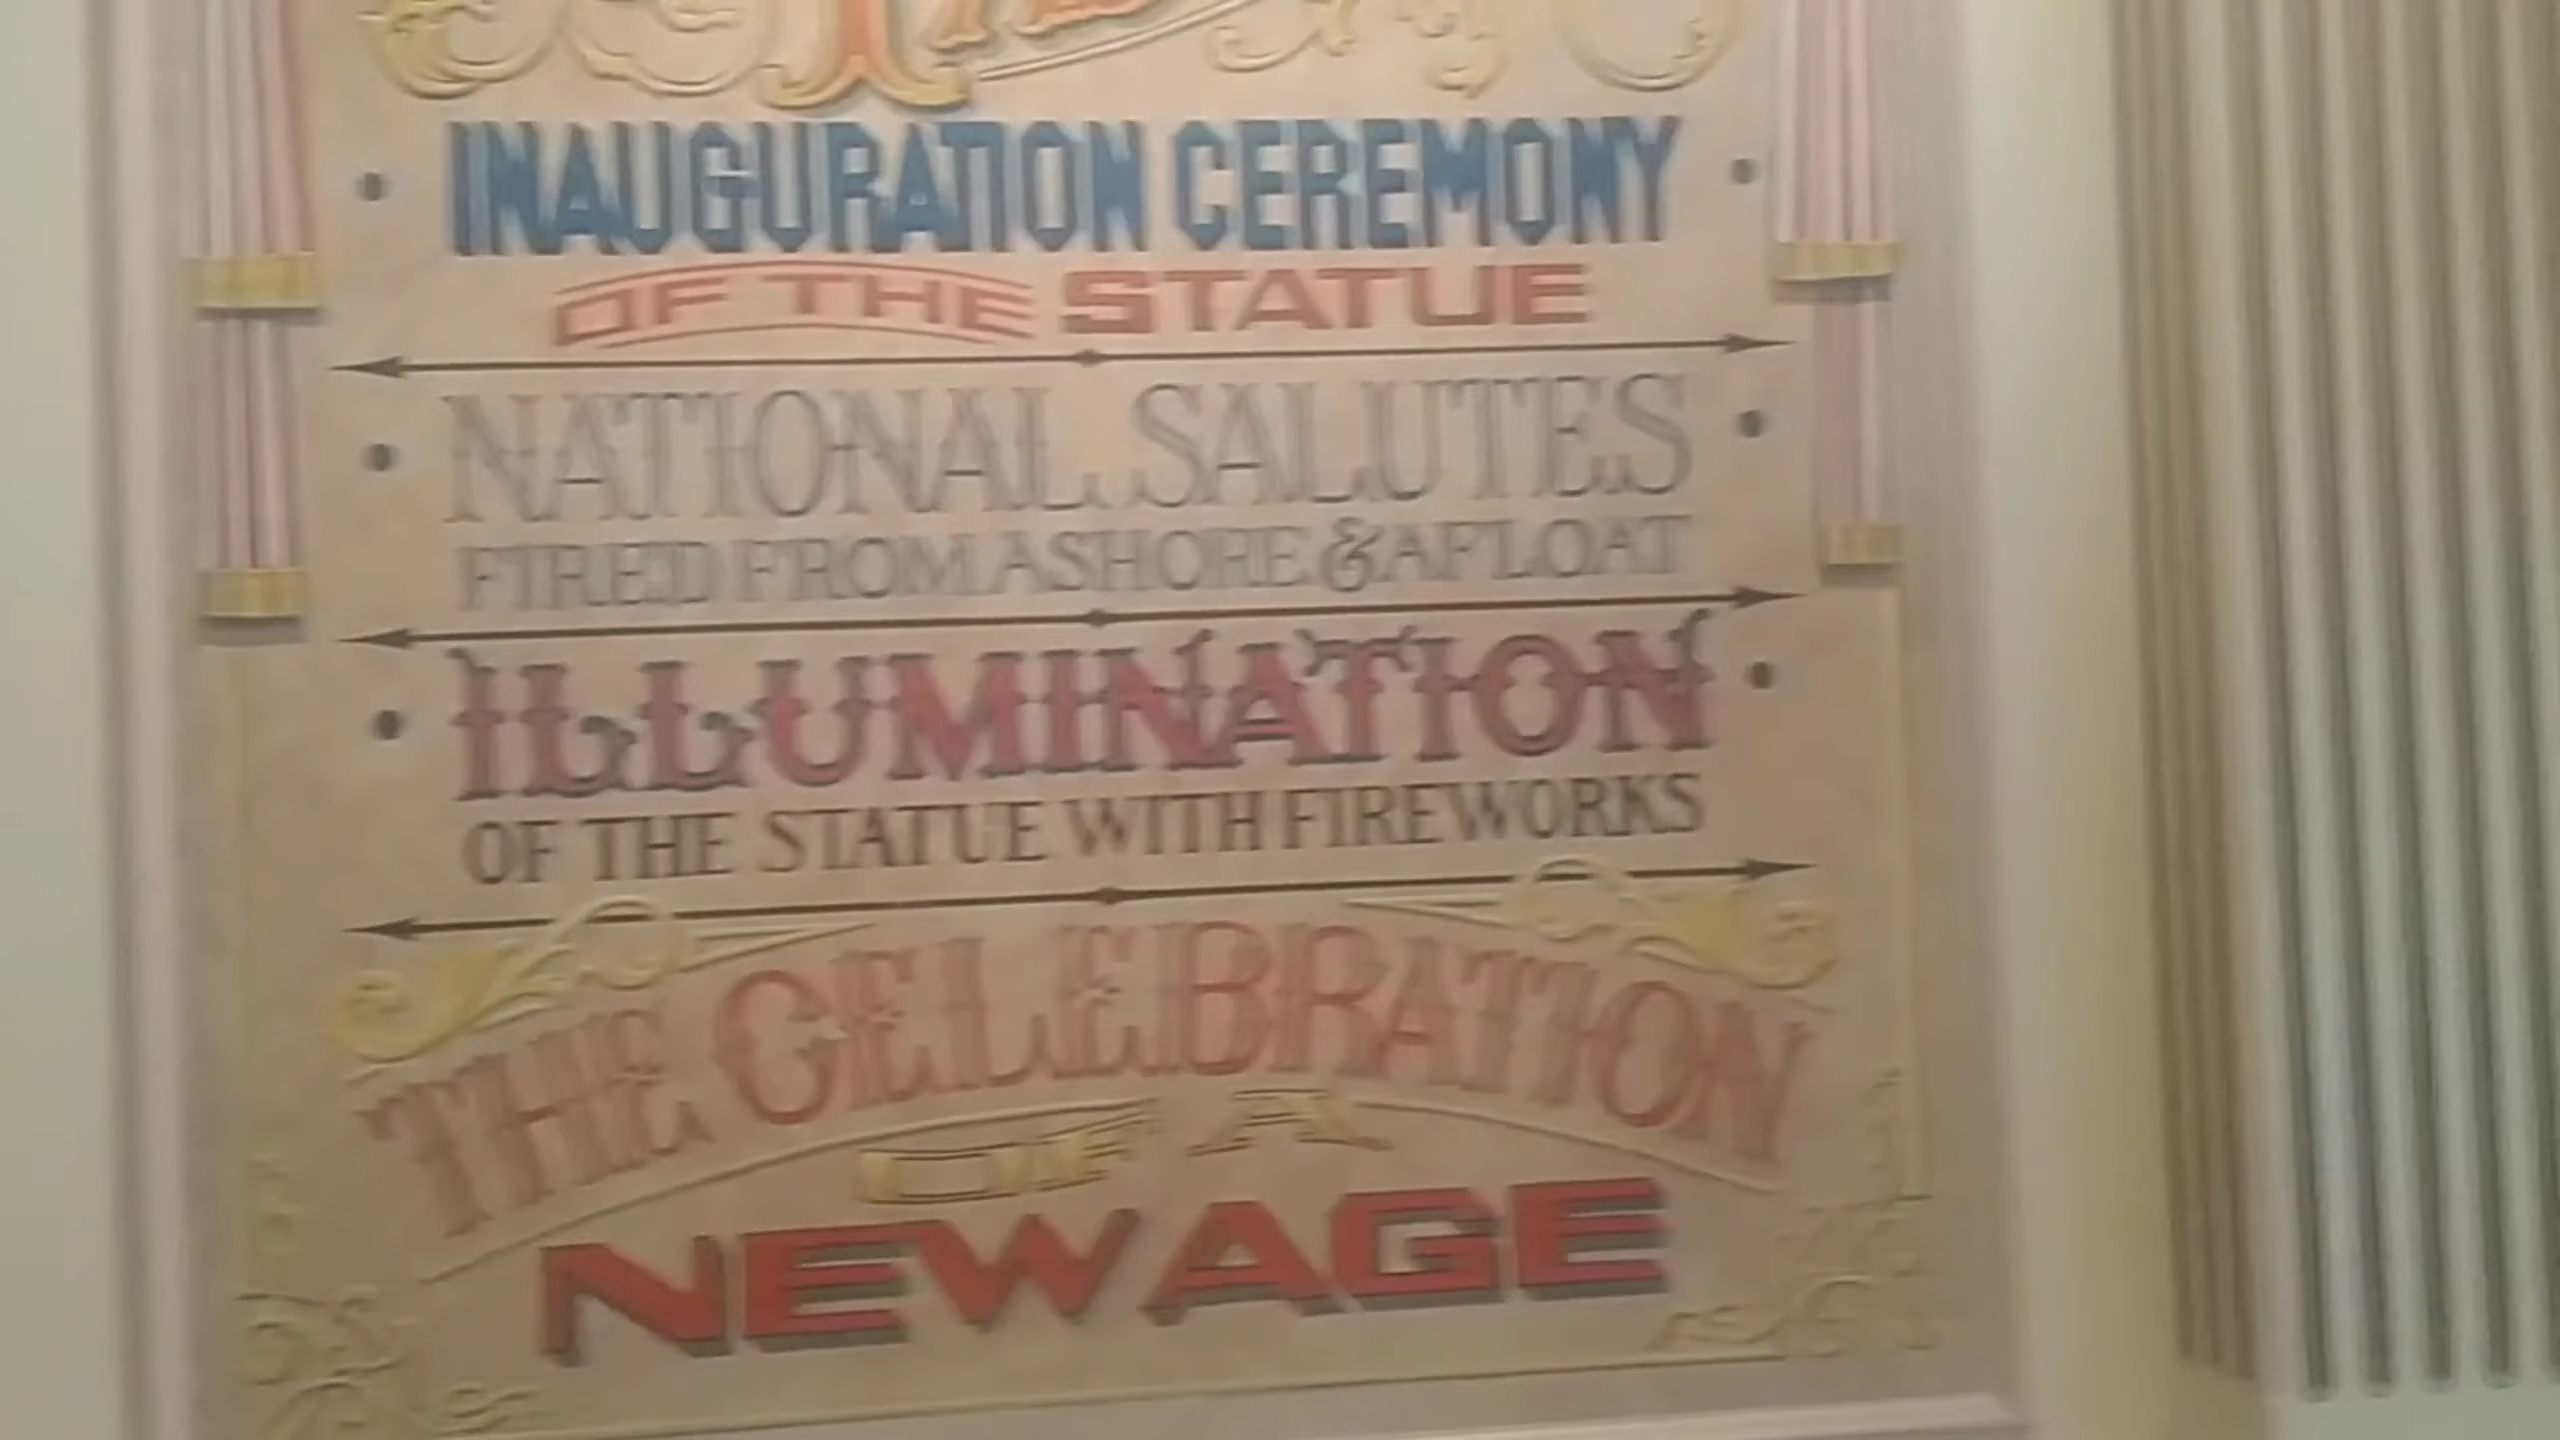 INAUGURATION CEREMONY
OF THE STATUE
NATIONAL SALUTES
FIRED FROM ASHORE & AFLOAT
ILLUMINATION
OF THE STATUE WITH FIREWORKS
THE CELEBRATION
OF A
NEW AGE